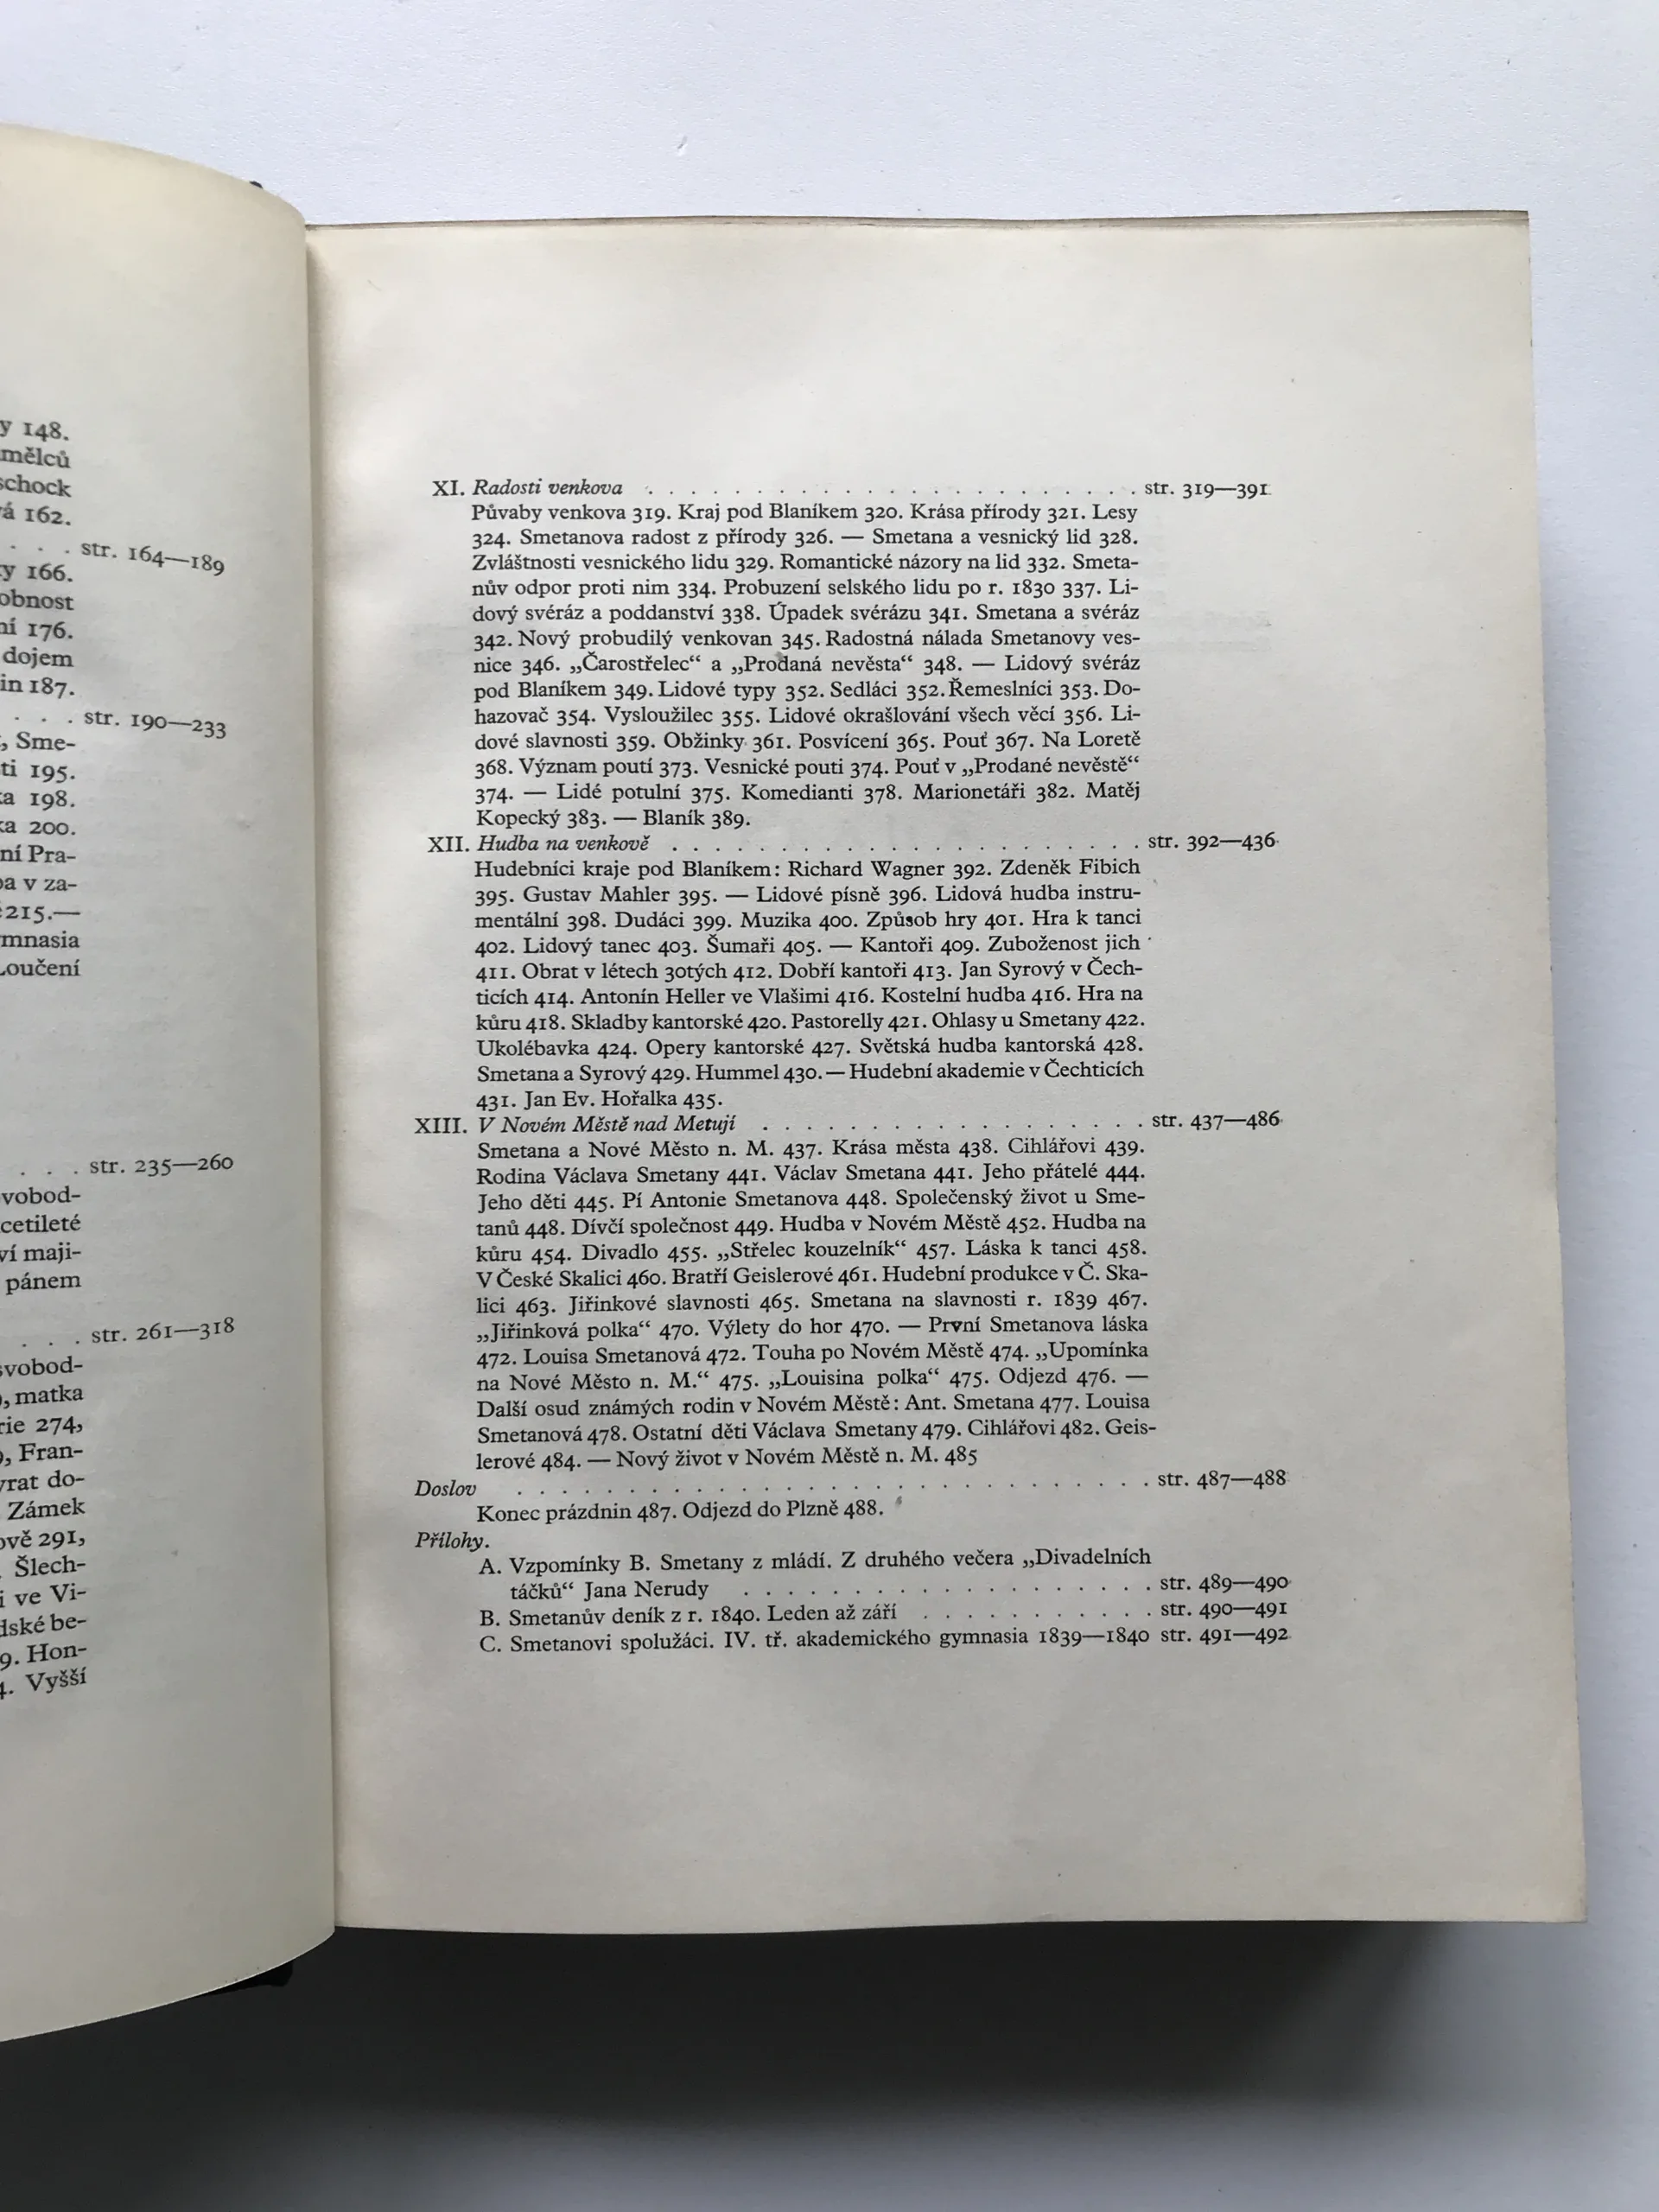 y 148.
mělců
schock
á 162.
. . . str. 164—189
y 166.
obnost
ní 176.
dojem
in 187.
. . . str. 190—233
, Sme-
ti 195.
ka 198.
ka 200.
ní Pra-
ba v za-
215.—
mnasia
Loučení
. . . str. 235—260
vobod-
cetileté
ví maji-
pánem
. . . str. 261—318
svobod-
, matka
rie 274,
, Fran-
vrat do-
Zámek
ově 291,
Šlech-
i ve Vi-
dské be-
9. Hon-
4. Vyšší
XI. Radosti venkova . . . . . . . . . . . . . . . . . . str. 319—391
Půvaby venkova 319. Kraj pod Blaníkem 320. Krása přírody 321. Lesy
324. Smetanova radost z přírody 326. — Smetana a vesnický lid 328.
Zvláštnosti vesnického lidu 329. Romantické názory na lid 332. Smeta-
nův odpor proti nim 334. Probuzení selského lidu po r. 1830 337. Li-
dový svéráz a poddanství 338. Úpadek svérázu 341. Smetana a svéráz
342. Nový probudilý venkovan 345. Radostná nálada Smetanovy ves-
nice 346. „Čarostřelec“ a „Prodaná nevěsta“ 348. — Lidový svéráz
pod Blaníkem 349. Lidové typy 352. Sedláci 352. Řemeslníci 353. Do-
hazovač 354. Vysloužilec 355. Lidové okrašlování všech věcí 356. Li-
dové slavnosti 359. Obžinky 361. Posvícení 365. Pouť 367. Na Loretě
368. Význam poutí 373. Vesnické pouti 374. Pouť v „Prodané nevěstě“
374. — Lidé potulní 375. Komedianti 378. Marionetáři 382. Matěj
Kopecký 383. — Blaník 389.
XII. Hudba na venkově . . . . . . . . . . . . . . . . . str. 392—436
Hudebníci kraje pod Blaníkem: Richard Wagner 392. Zdeněk Fibich
395. Gustav Mahler 395. — Lidové písně 396. Lidová hudba instru-
mentální 398. Dudáci 399. Muzika 400. Způsob hry 401. Hra k tanci
402. Lidový tanec 403. Šumaři 405. — Kantoři 409. Zuboženost jich
411. Obrat v létech 30tých 412. Dobří kantoři 413. Jan Syrový v Čech-
ticích 414. Antonín Heller ve Vlašimi 416. Kostelní hudba 416. Hra na
kůru 418. Skladby kantorské 420. Pastorelly 421. Ohlasy u Smetany 422.
Ukolébavka 424. Opery kantorské 427. Světská hudba kantorská 428.
Smetana a Syrový 429. Hummel 430. — Hudební akademie v Čechticích
431. Jan Ev. Hořalka 435.
XIII. V Novém Městě nad Metují . . . . . . . . . . . . . . str. 437—486
Smetana a Nové Město n. M. 437. Krása města 438. Cihlářovi 439.
Rodina Václava Smetany 441. Václav Smetana 441. Jeho přátelé 444.
Jeho děti 445. Pí Antonie Smetanova 448. Společenský život u Sme-
tanů 448. Dívčí společnost 449. Hudba v Novém Městě 452. Hudba na
kůru 454. Divadlo 455. „Střelec kouzelník“ 457. Láska k tanci 458.
V České Skalici 460. Bratří Geislerové 461. Hudební produkce v Č. Ska-
lici 463. Jiřinkové slavnosti 465. Smetana na slavnosti r. 1839 467.
„Jiřinková polka“ 470. Výlety do hor 470. — První Smetanova láska
472. Louisa Smetanová 472. Touha po Novém Městě 474. „Upomínka
na Nové Město n. M.“ 475. „Louisina polka“ 475. Odjezd 476. —
Další osud známých rodin v Novém Městě: Ant. Smetana 477. Louisa
Smetanová 478. Ostatní děti Václava Smetany 479. Cihlářovi 482. Geis-
lerové 484. — Nový život v Novém Městě n. M. 485
Doslov . . . . . . . . . . . . . . . . . . . . . . . str. 487—488
Konec prázdnin 487. Odjezd do Plzně 488.
Přílohy.
A. Vzpomínky B. Smetany z mládí. Z druhého večera „Divadelních
táčků“ Jana Nerudy . . . . . . . . . . . . . . . str. 489—490
B. Smetanův deník z r. 1840. Leden až září . . . . . . . . . str. 490—491
C. Smetanovi spolužáci. IV. tř. akademického gymnasia 1839—1840 str. 491—492